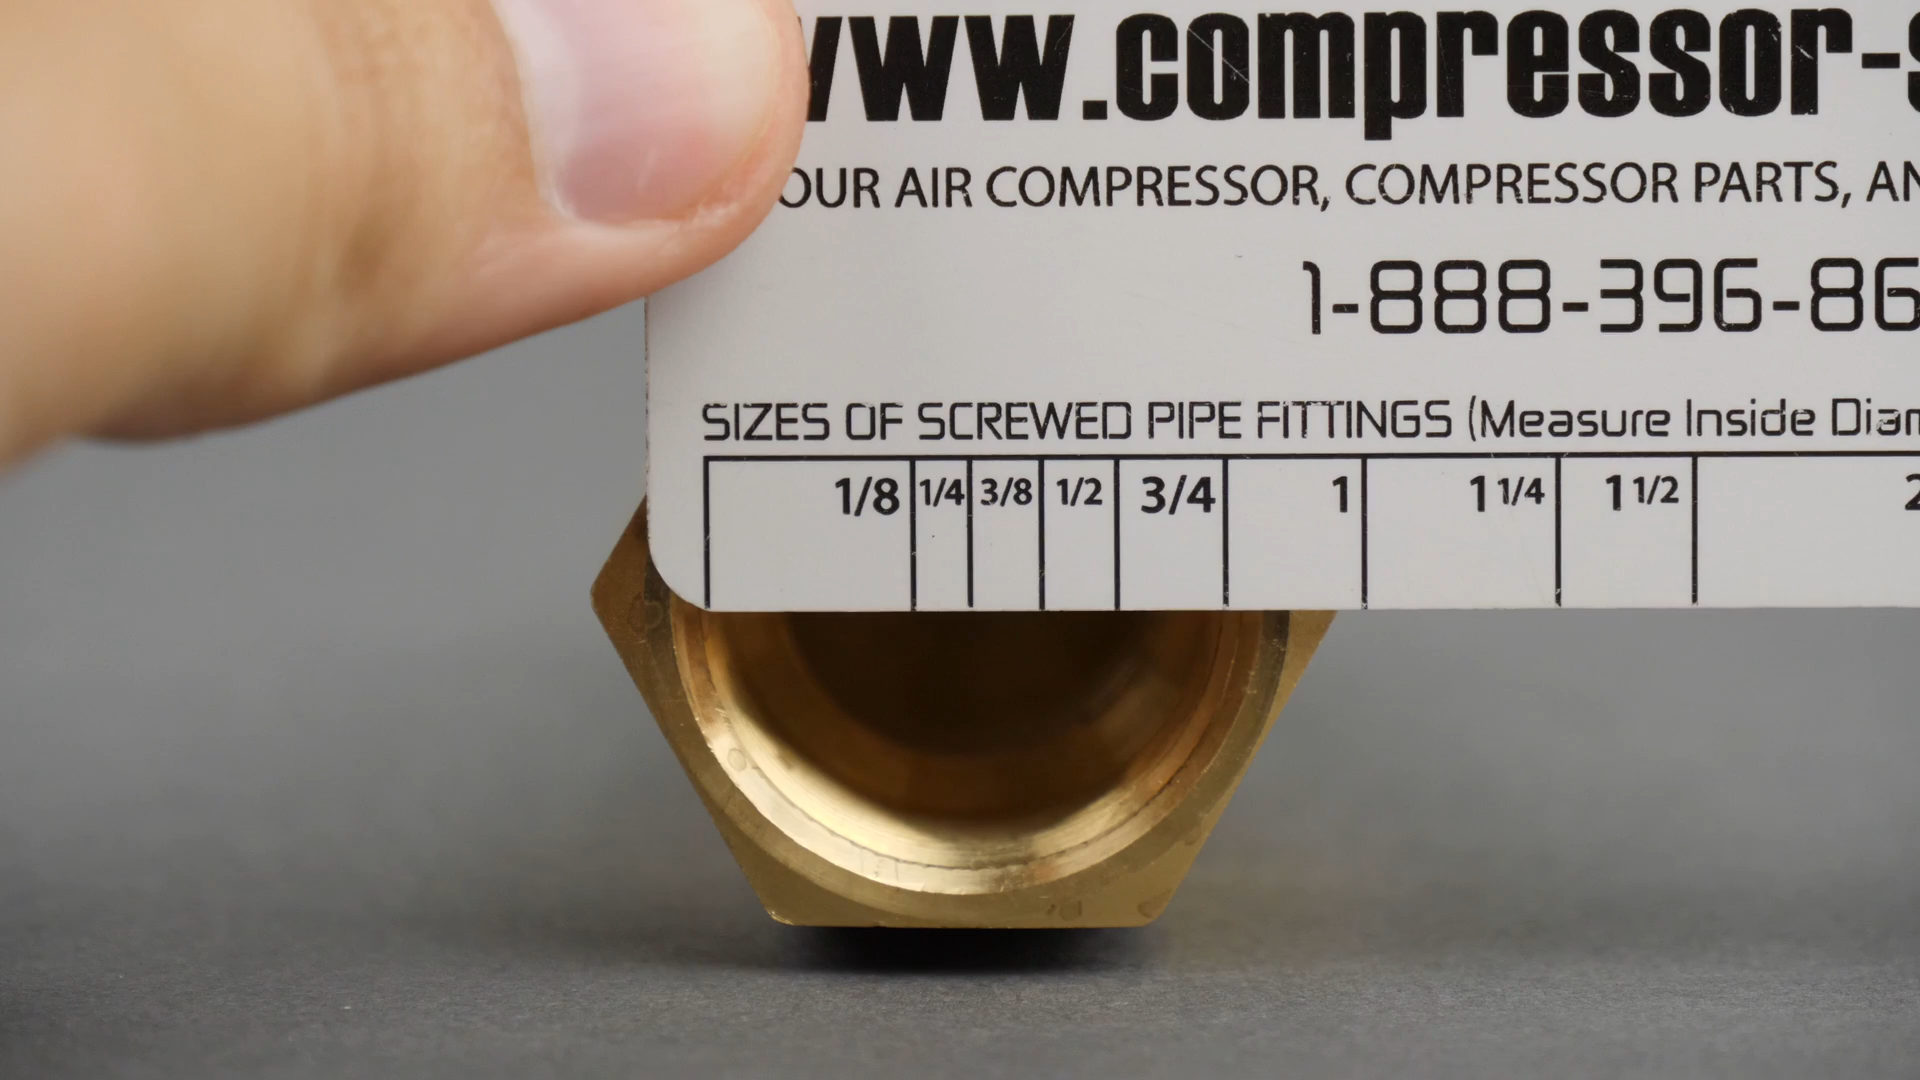 www.compressor-s
OUR AIR COMPRESSOR, COMPRESSOR PARTS, AN
1-888-396-86
SIZES OF SCREWED PIPE FITTINGS (Measure Inside Diam
1/8 1/4 3/8 1/2 3/4 1 1 1/4 1 1/2 2